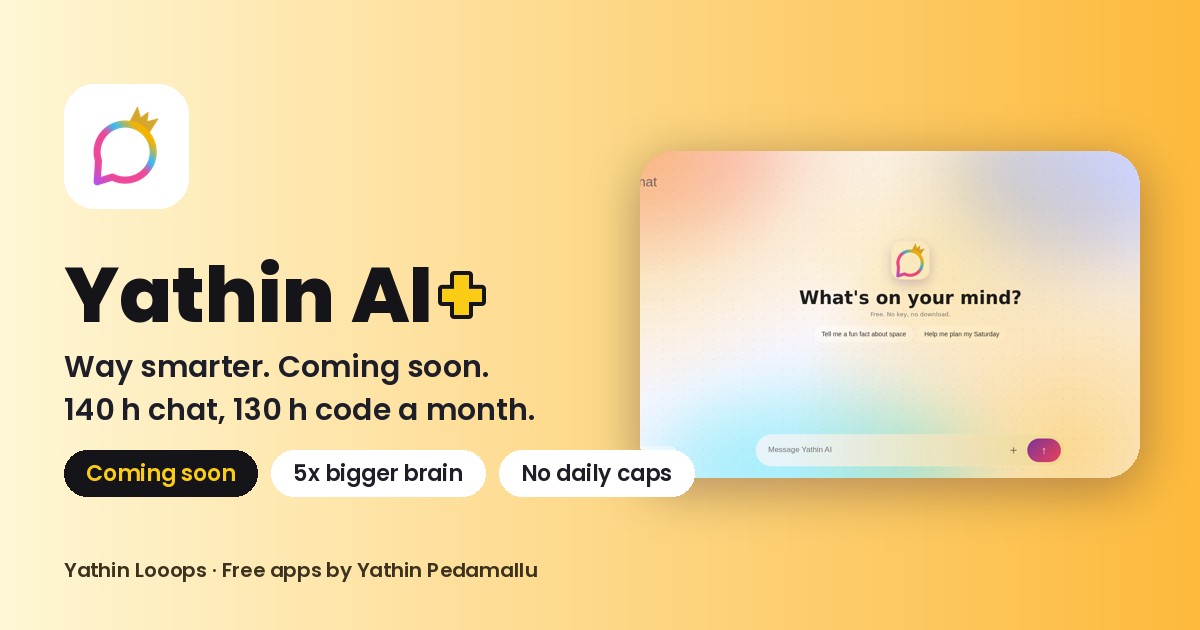 Yathin AI+
Way smarter. Coming soon.
140 h chat, 130 h code a month.
Coming soon
5x bigger brain
No daily caps
Yathin Looops · Free apps by Yathin Pedamallu
hat
What's on your mind?
Free. No key, no download.
Tell me a fun fact about space
Help me plan my Saturday
Message Yathin AI
+
↑